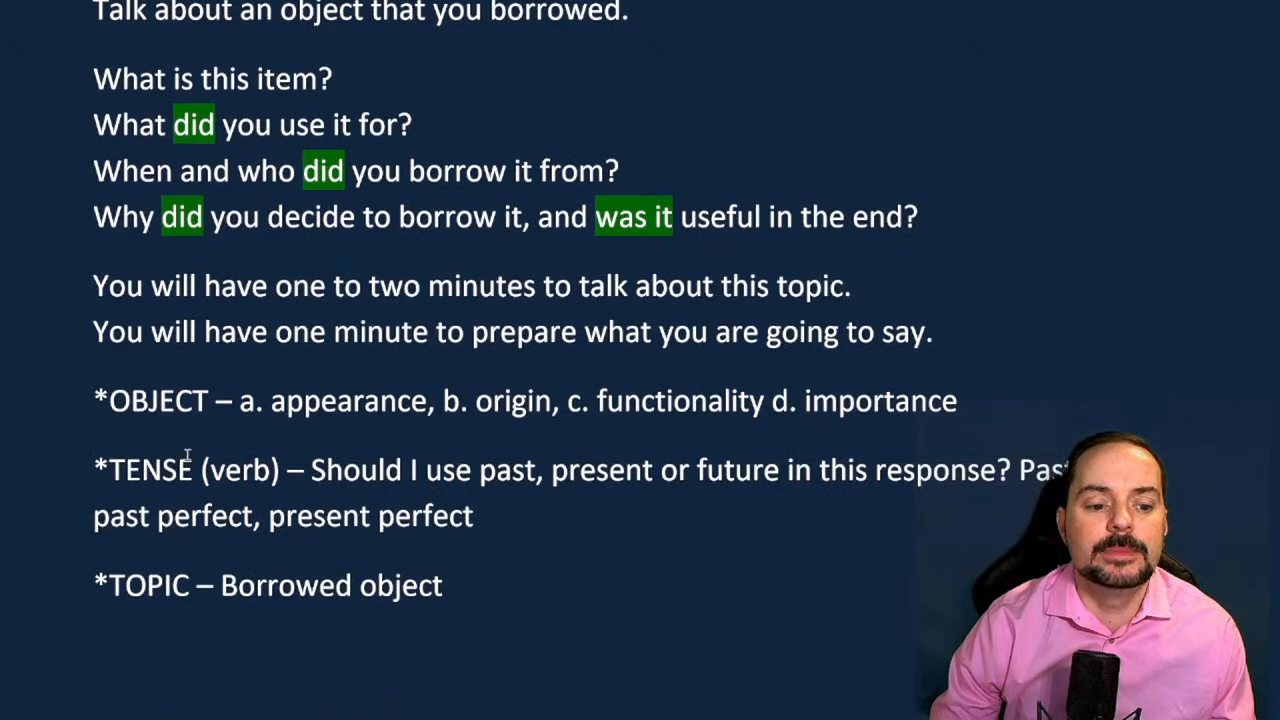 Talk about an object that you borrowed.
What is this item?
What did you use it for?
When and who did you borrow it from?
Why did you decide to borrow it, and was it useful in the end?
You will have one to two minutes to talk about this topic.
You will have one minute to prepare what you are going to say.
*OBJECT – a. appearance, b. origin, c. functionality d. importance
*TENSE (verb) – Should I use past, present or future in this response?
past perfect, present perfect
*TOPIC – Borrowed object